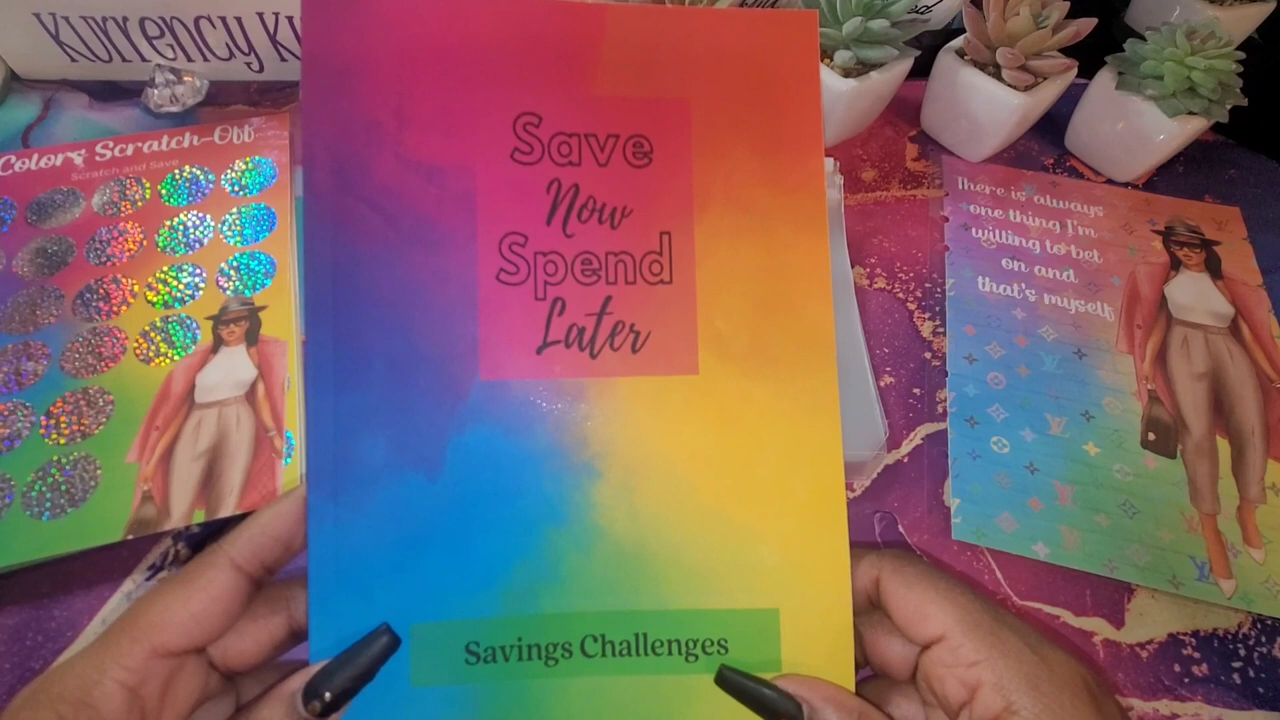 Kurrency
Colors Scratch-Off
Scratch and Save
Save
Now
Spend
Later
Savings Challenges
There is always
one thing I'm
willing to bet
on and
that's myself